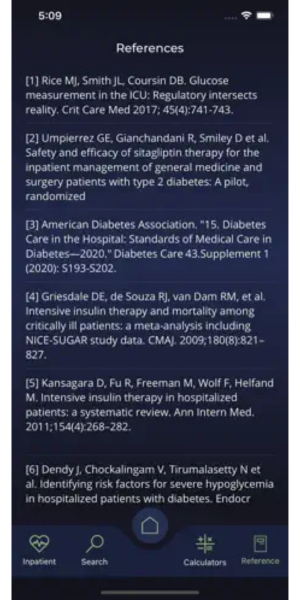 5:09
References
[1] Rice MJ, Smith JL, Coursin DB. Glucose
measurement in the ICU: Regulatory intersects
reality. Crit Care Med 2017; 45(4):741-743.
[2] Umpierrez GE, Gianchandani R, Smiley D et al.
Safety and efficacy of sitagliptin therapy for the
inpatient management of general medicine and
surgery patients with type 2 diabetes: A pilot,
randomized
[3] American Diabetes Association. "15. Diabetes
Care in the Hospital: Standards of Medical Care in
Diabetes—2020." Diabetes Care 43.Supplement 1
(2020): S193-S202.
[4] Griesdale DE, de Souza RJ, van Dam RM, et al.
Intensive insulin therapy and mortality among
critically ill patients: a meta-analysis including
NICE-SUGAR study data. CMAJ. 2009;180(8):821–
827.
[5] Kansagara D, Fu R, Freeman M, Wolf F, Helfand
M. Intensive insulin therapy in hospitalized
patients: a systematic review. Ann Intern Med.
2011;154(4):268–282.
[6] Dendy J, Chockalingam V, Tirumalasetty N et
al. Identifying risk factors for severe hypoglycemia
in hospitalized patients with diabetes. Endocr
Inpatient
Search
Calculators
Reference